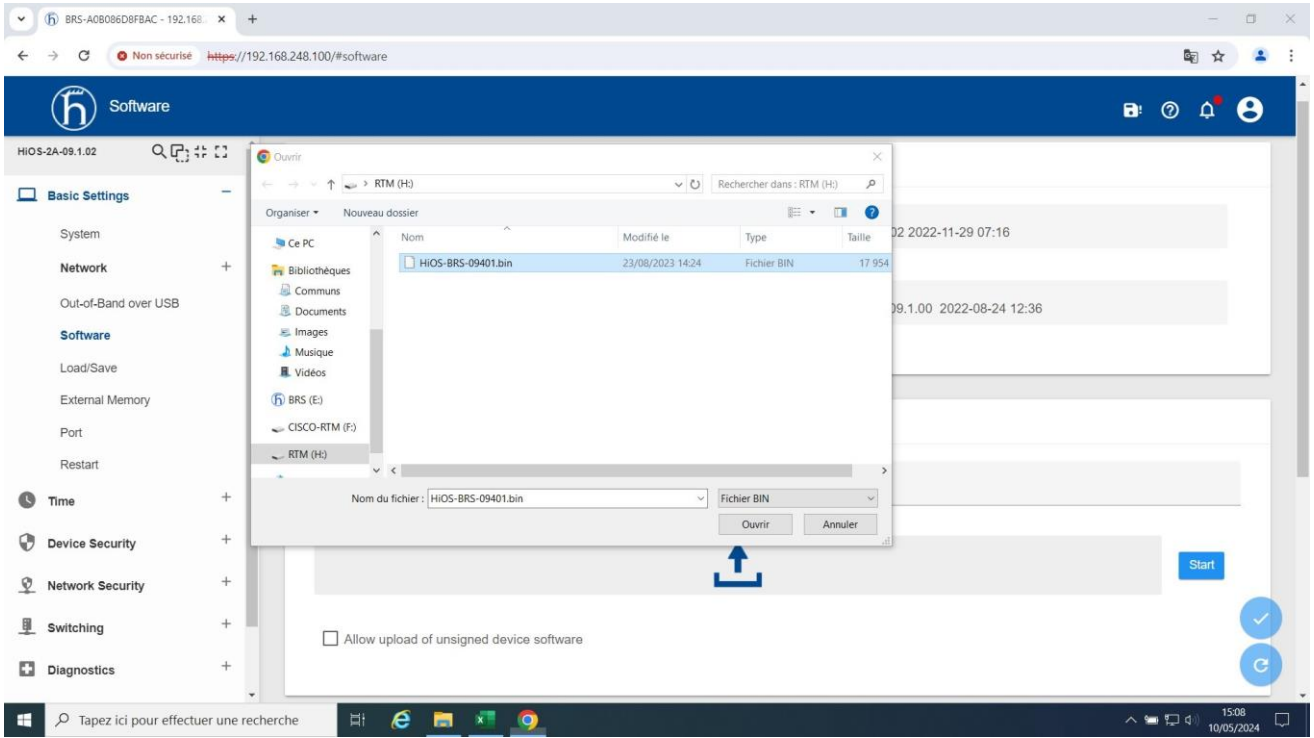 BRS-A0B086D8FBAC - 192.168.
Non sécurisé https://192.168.248.100/#software
Software
HiOS-2A-09.1.02
Basic Settings
System
Network
Out-of-Band over USB
Software
Load/Save
External Memory
Port
Restart
Time
Device Security
Network Security
Switching
Diagnostics
Ouvrir
RTM (H:)
Rechercher dans : RTM (H:)
Organiser
Nouveau dossier
Ce PC
Bibliothèques
Communs
Documents
Images
Musique
Vidéos
BRS (E:)
CISCO-RTM (F:)
RTM (H:)
Nom Modifié le Type Taille
HiOS-BRS-09401.bin 23/08/2023 14:24 Fichier BIN 17 954
Nom du fichier : HiOS-BRS-09401.bin Fichier BIN
Ouvrir Annuler
02 2022-11-29 07:16
09.1.00 2022-08-24 12:36
Start
Allow upload of unsigned device software
Tapez ici pour effectuer une recherche
15:08
10/05/2024